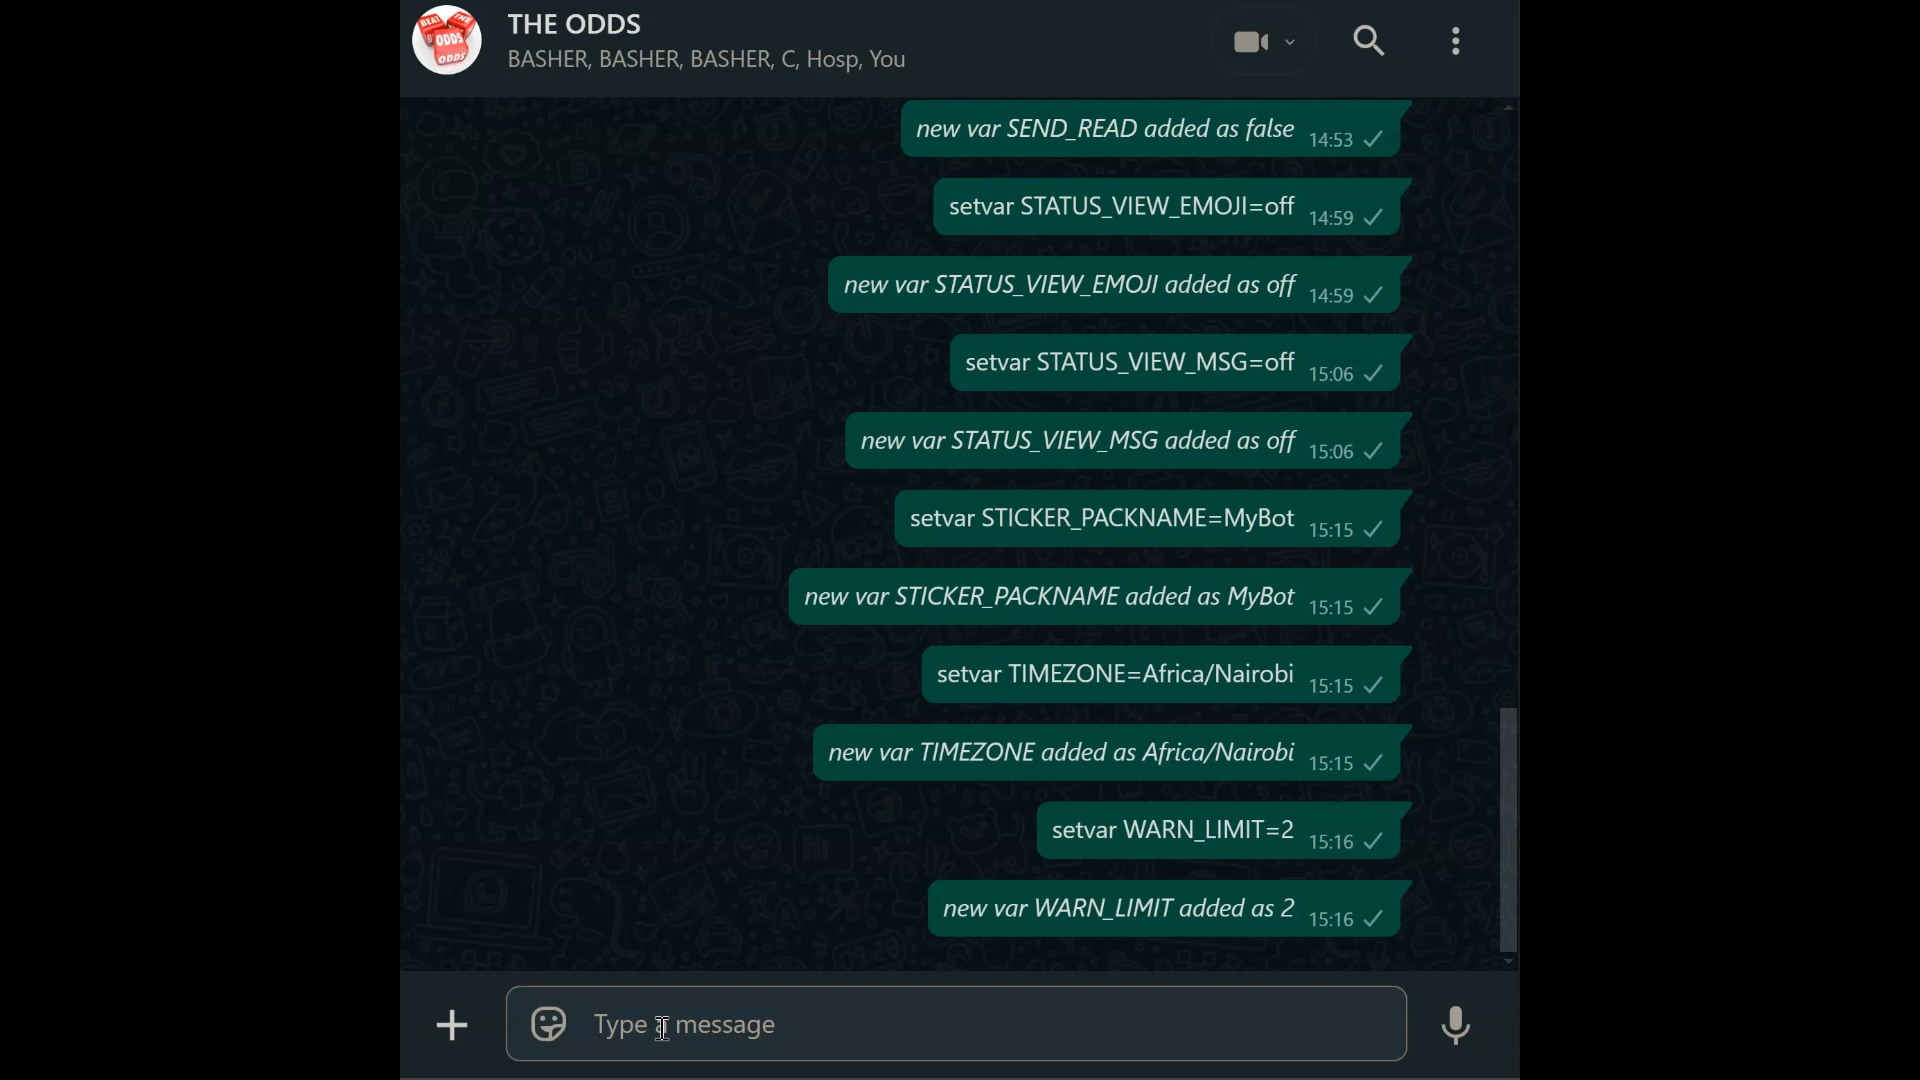 THE ODDS
BASHER, BASHER, BASHER, C, Hosp, You
BEAT THE
ODDS
ODDS
new var SEND_READ added as false 14:53
setvar STATUS_VIEW_EMOJI=off 14:59
new var STATUS_VIEW_EMOJI added as off 14:59
setvar STATUS_VIEW_MSG=off 15:06
new var STATUS_VIEW_MSG added as off 15:06
setvar STICKER_PACKNAME=MyBot 15:15
new var STICKER_PACKNAME added as MyBot 15:15
setvar TIMEZONE=Africa/Nairobi 15:15
new var TIMEZONE added as Africa/Nairobi 15:15
setvar WARN_LIMIT=2 15:16
new var WARN_LIMIT added as 2 15:16
Type a message